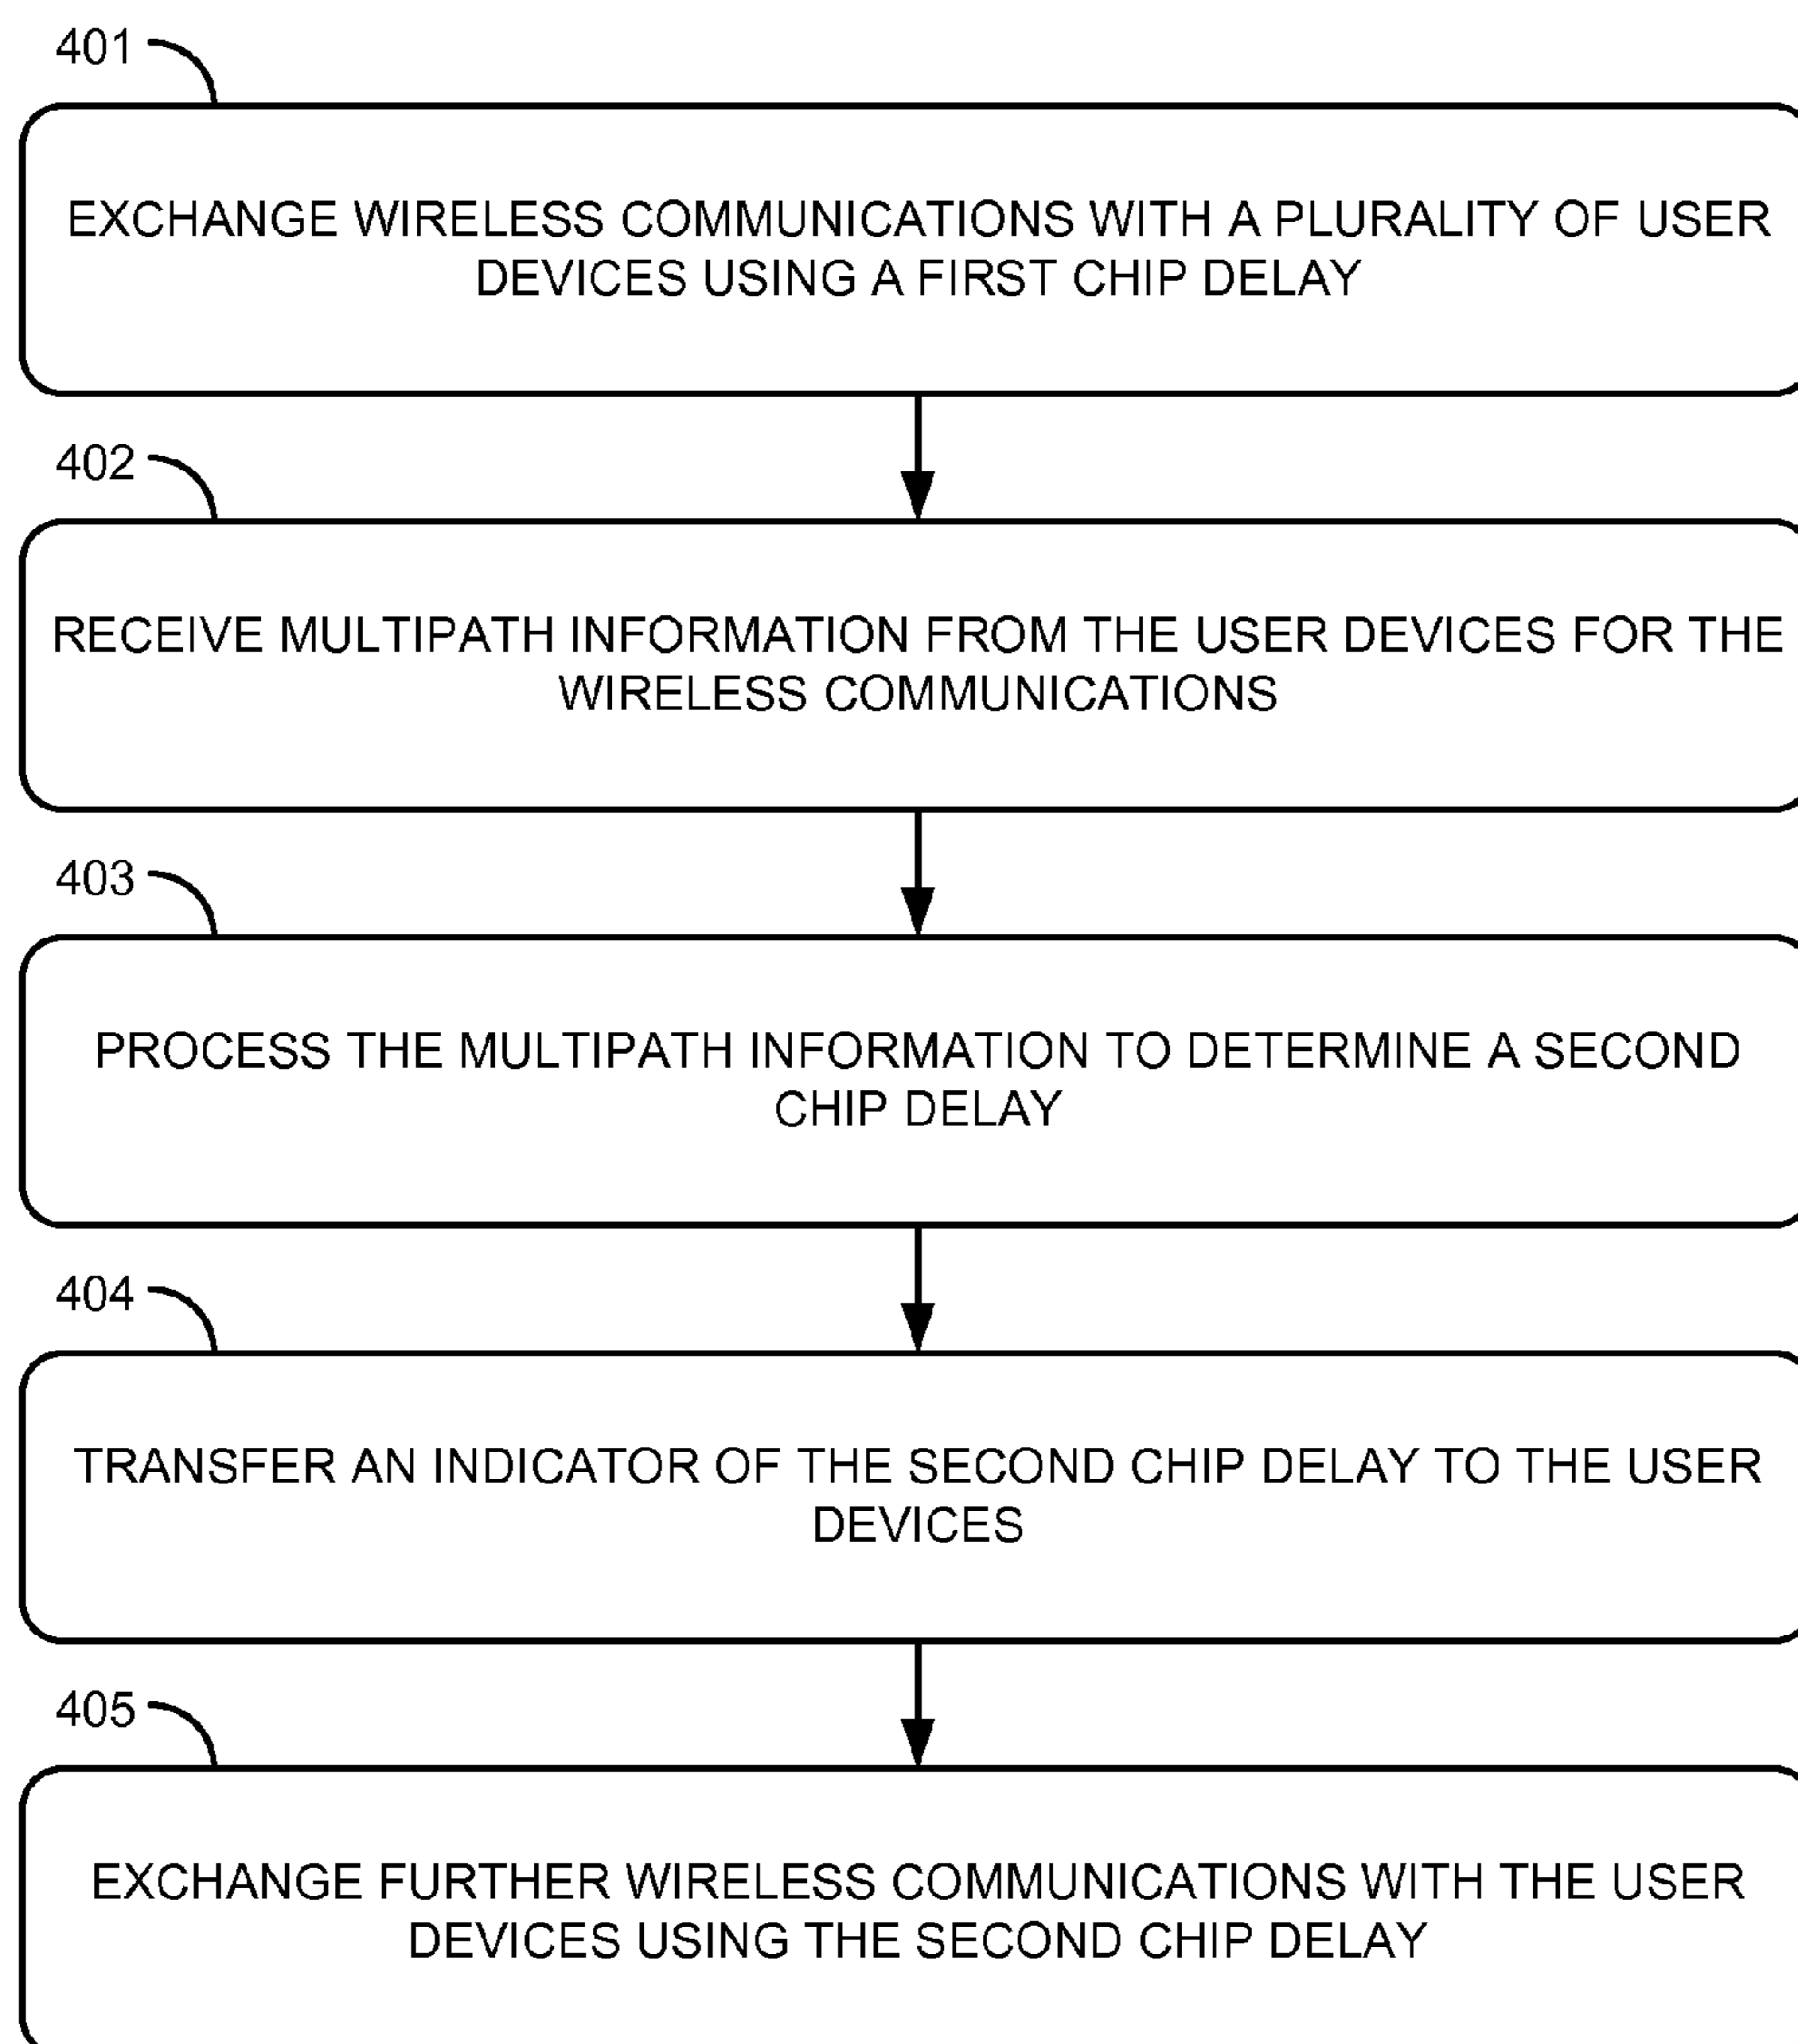 401
EXCHANGE WIRELESS COMMUNICATIONS WITH A PLURALITY OF USER
DEVICES USING A FIRST CHIP DELAY
402
RECEIVE MULTIPATH INFORMATION FROM THE USER DEVICES FOR THE
WIRELESS COMMUNICATIONS
403
PROCESS THE MULTIPATH INFORMATION TO DETERMINE A SECOND
CHIP DELAY
404
TRANSFER AN INDICATOR OF THE SECOND CHIP DELAY TO THE USER
DEVICES
405
EXCHANGE FURTHER WIRELESS COMMUNICATIONS WITH THE USER
DEVICES USING THE SECOND CHIP DELAY